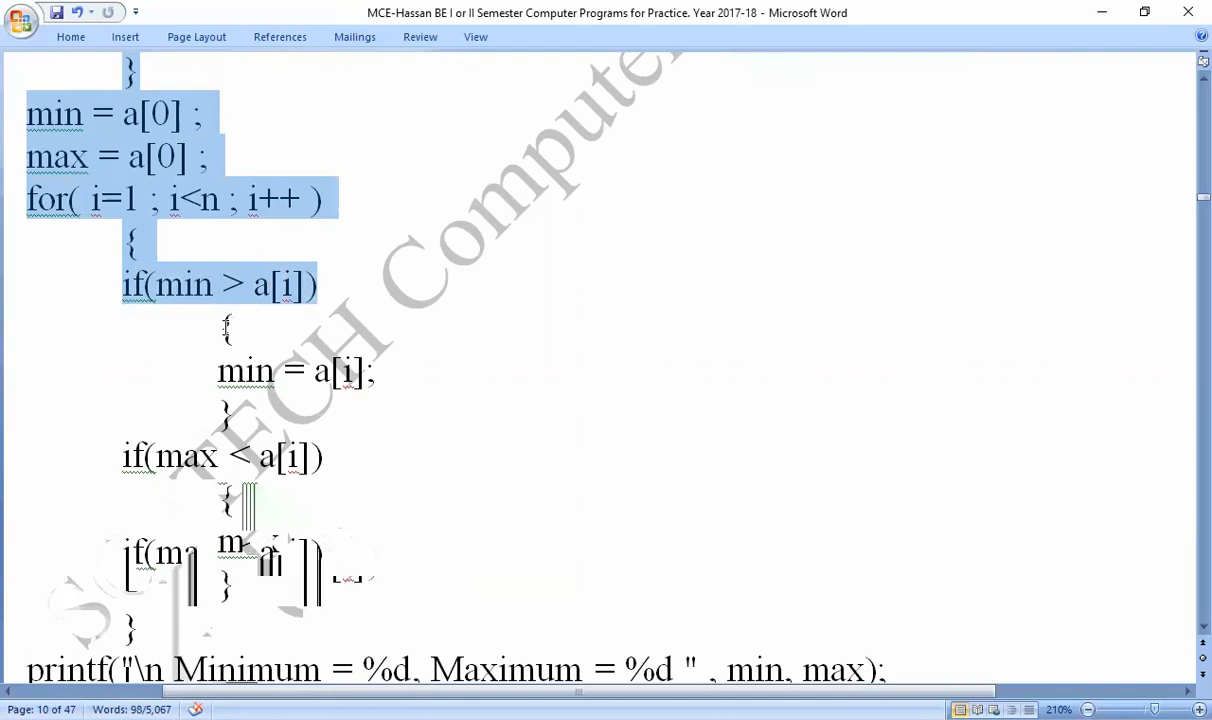 MCE-Hassan BE I or II Semester Computer Programs for Practice. Year 2017-18 - Microsoft Word
Home Insert Page Layout References Mailings Review View
}
min = a[0] ;
max = a[0] ;
for( i=1 ; i<n ; i++ )
{
if(min > a[i])
{
min = a[i];
}
if(max < a[i])
{
}
}
printf("\n Minimum = %d, Maximum = %d " , min, max);
TECH Compute
Page: 10 of 47 Words: 98/5,067 210%